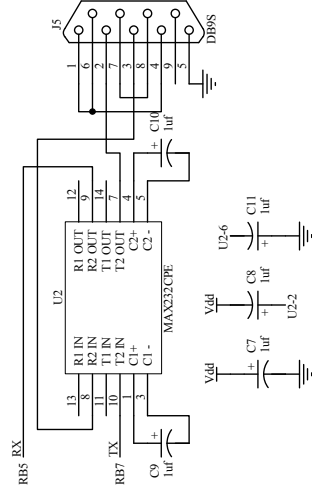 J5
DB9S
1
6
2
7
3
8
4
9
5
C10
1uf
12
9
14
7
4
5
R1 OUT
R2 OUT
T1 OUT
T2 OUT
C2+
C2 -
U2
MAX232CPE
R1 IN
R2 IN
T1 IN
T2 IN
C1+
C1 -
13
8
11
10
1
3
RX
RB5
TX
RB7
+
C9
1uf
U2-6
+
C11
1uf
Vdd
+
C8
1uf
U2-2
Vdd
+
C7
1uf
+